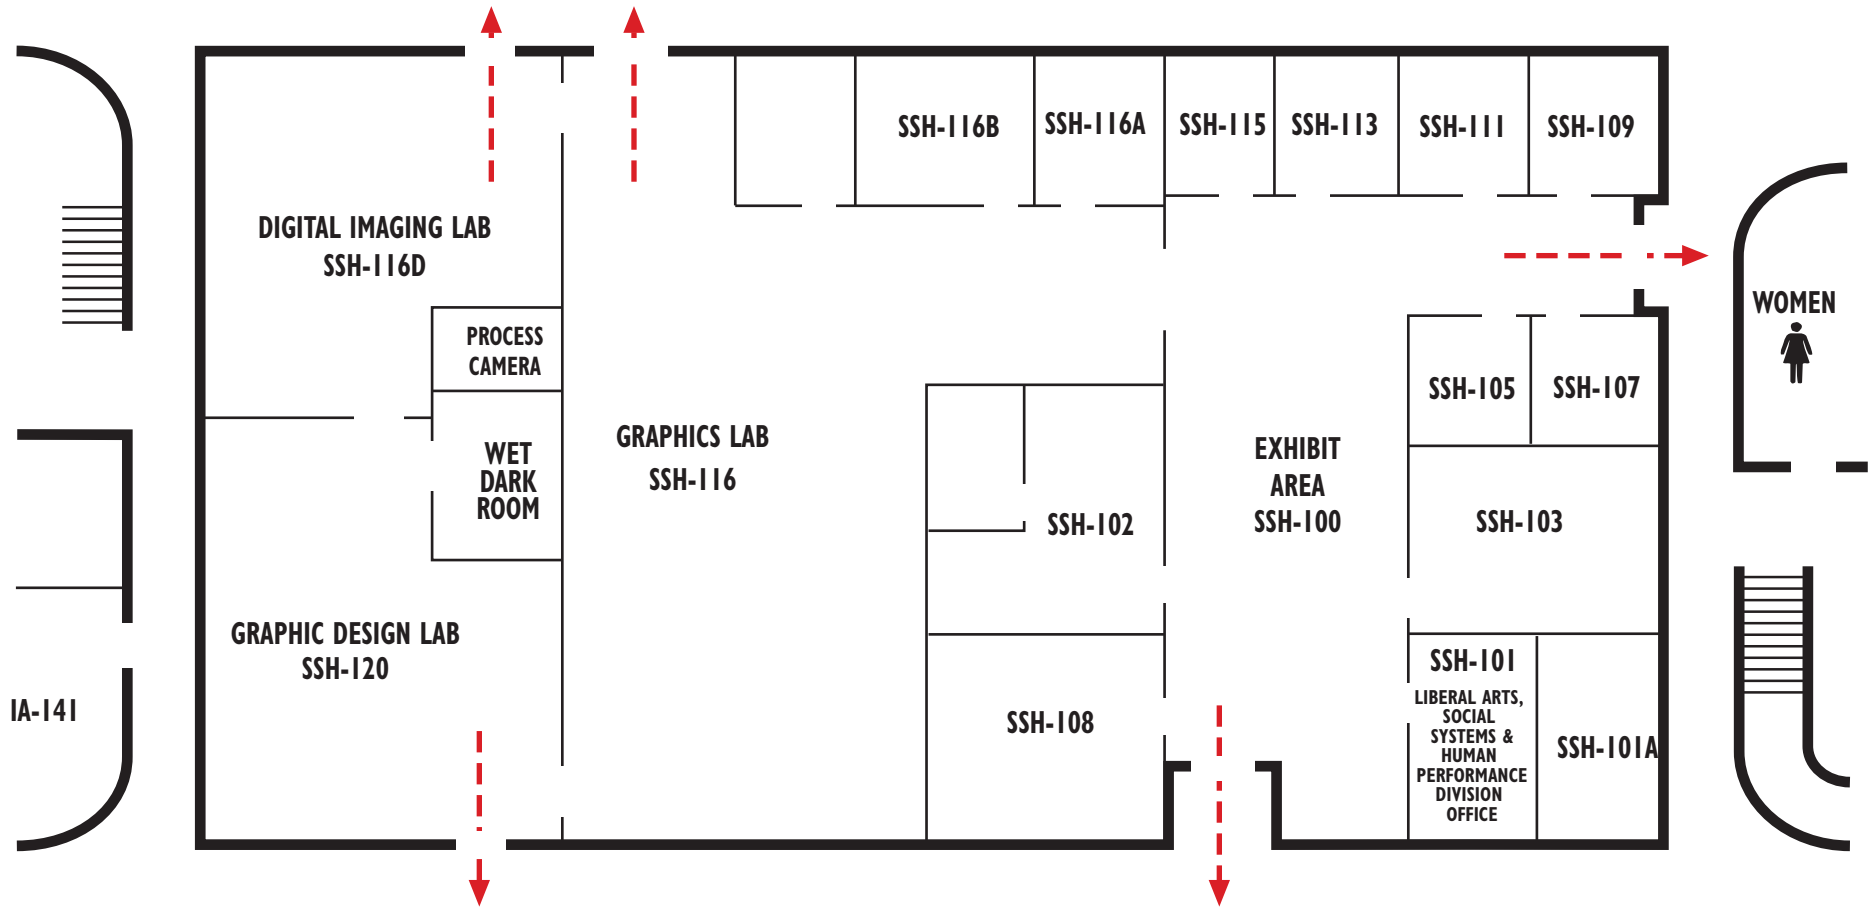 SSH-116B
SSH-116A
SSH-115
SSH-113
SSH-111
SSH-109
DIGITAL IMAGING LAB
SSH-116D
PROCESS
CAMERA
WET
DARK
ROOM
GRAPHICS LAB
SSH-116
GRAPHIC DESIGN LAB
SSH-120
IA-141
SSH-102
SSH-108
EXHIBIT
AREA
SSH-100
SSH-105
SSH-107
SSH-103
SSH-101
LIBERAL ARTS,
SOCIAL
SYSTEMS &
HUMAN
PERFORMANCE
DIVISION
OFFICE
SSH-101A
WOMEN